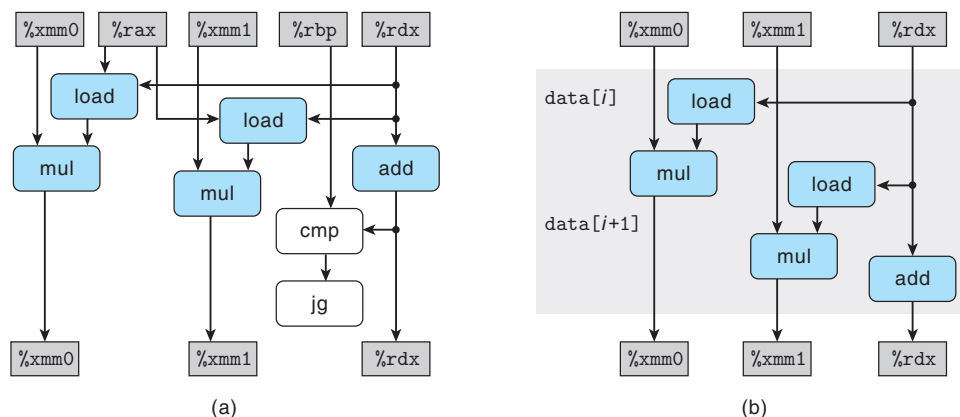 %xmm0 %rax %xmm1 %rbp %rdx
load
load
mul
mul
add
cmp
jg
%xmm0 %xmm1 %rdx
(a)
%xmm0 %xmm1 %rdx
data[i]
load
mul
load
data[i+1]
mul
add
%xmm0 %xmm1 %rdx
(b)